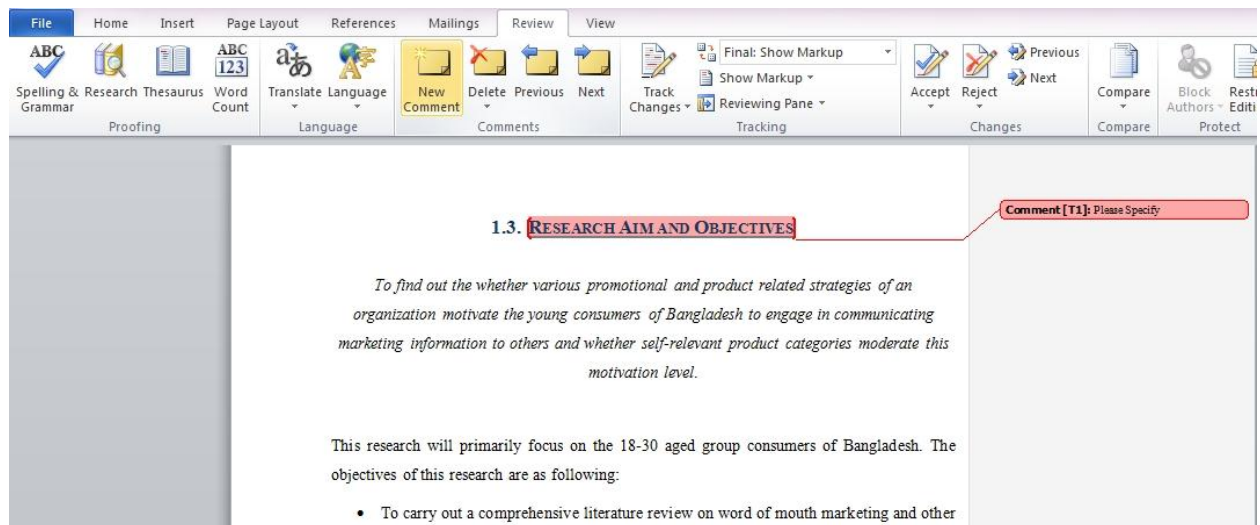 File Home Insert Page Layout References Mailings Review View
ABC ABC 123 aあ A
Spelling & Grammar Research Thesaurus Word Count Translate Language New Comment Delete Previous Next Track Changes Final: Show Markup Show Markup Reviewing Pane Accept Reject Previous Next Compare Block Authors
Proofing Language Comments Tracking Changes Compare Protect
1.3. RESEARCH AIM AND OBJECTIVES
Comment [T1]: Please Specify
To find out the whether various promotional and product related strategies of an
organization motivate the young consumers of Bangladesh to engage in communicating
marketing information to others and whether self-relevant product categories moderate this
motivation level.
This research will primarily focus on the 18-30 aged group consumers of Bangladesh. The
objectives of this research are as following:
• To carry out a comprehensive literature review on word of mouth marketing and other